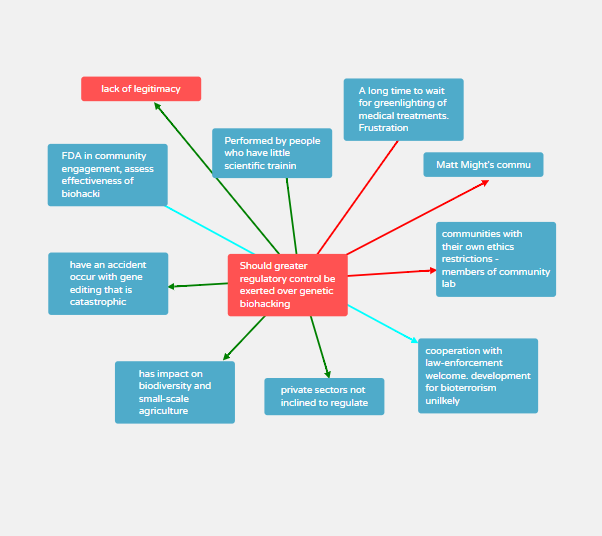 lack of legitimacy
A long time to wait
for greenlighting of
medical treatments.
Frustration
Performed by people
who have little
scientific trainin
FDA in community
engagement, assess
effectiveness of
biohacki
Matt Might's commu
communities with
their own ethics
restrictions -
members of community
lab
have an accident
occur with gene
editing that is
catastrophic
Should greater
regulatory control be
exerted over genetic
biohacking
cooperation with
law-enforcement
welcome. development
for bioterrorism
unilkely
has impact on
biodiversity and
small-scale
agriculture
private sectors not
inclined to regulate